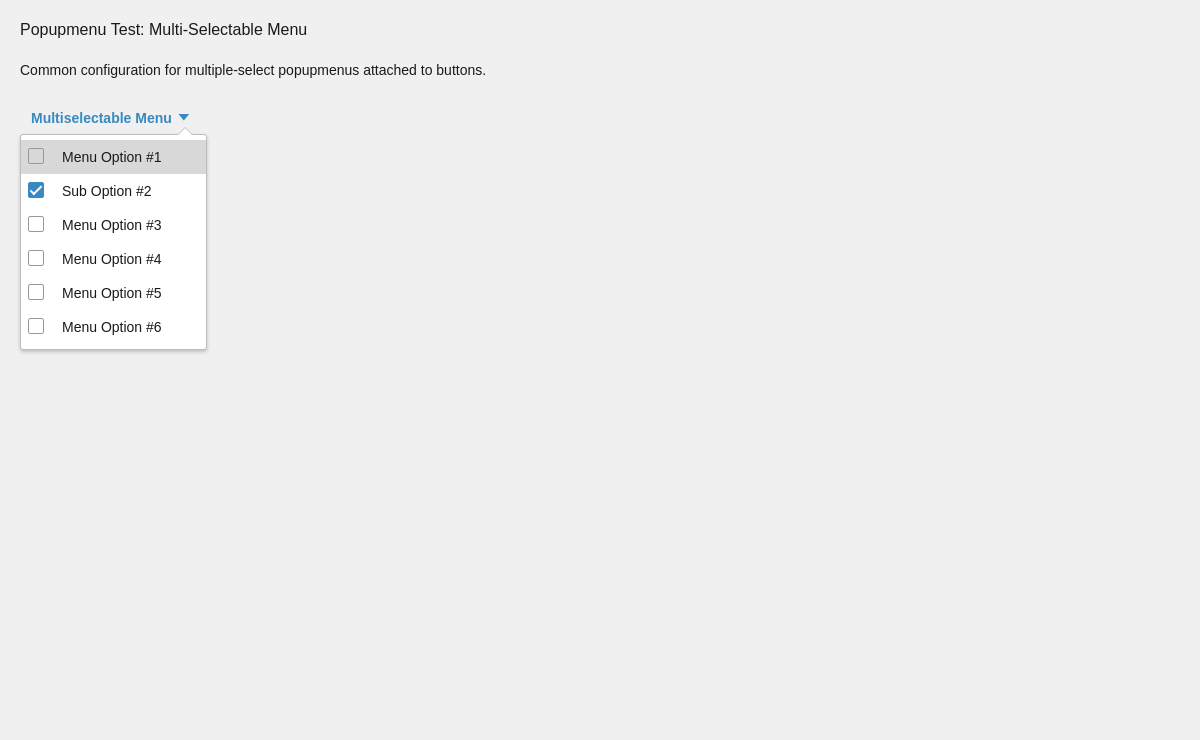 Popupmenu Test: Multi-Selectable Menu
Common configuration for multiple-select popupmenus attached to buttons.
Multiselectable Menu
Menu Option #1
Sub Option #2
Menu Option #3
Menu Option #4
Menu Option #5
Menu Option #6